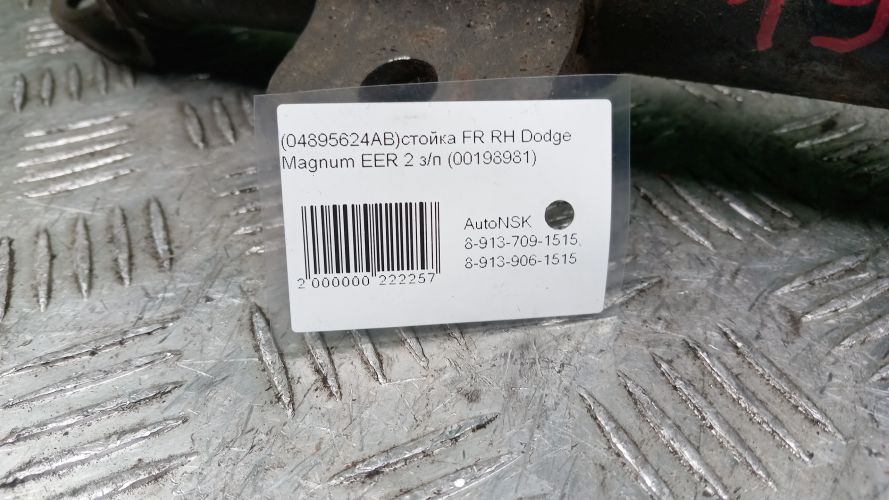 19
(04895624AB)стойка FR RH Dodge
Magnum EER 2 з/п (00198981)
AutoNSK
8-913-709-1515,
8-913-906-1515
2 000000 222257